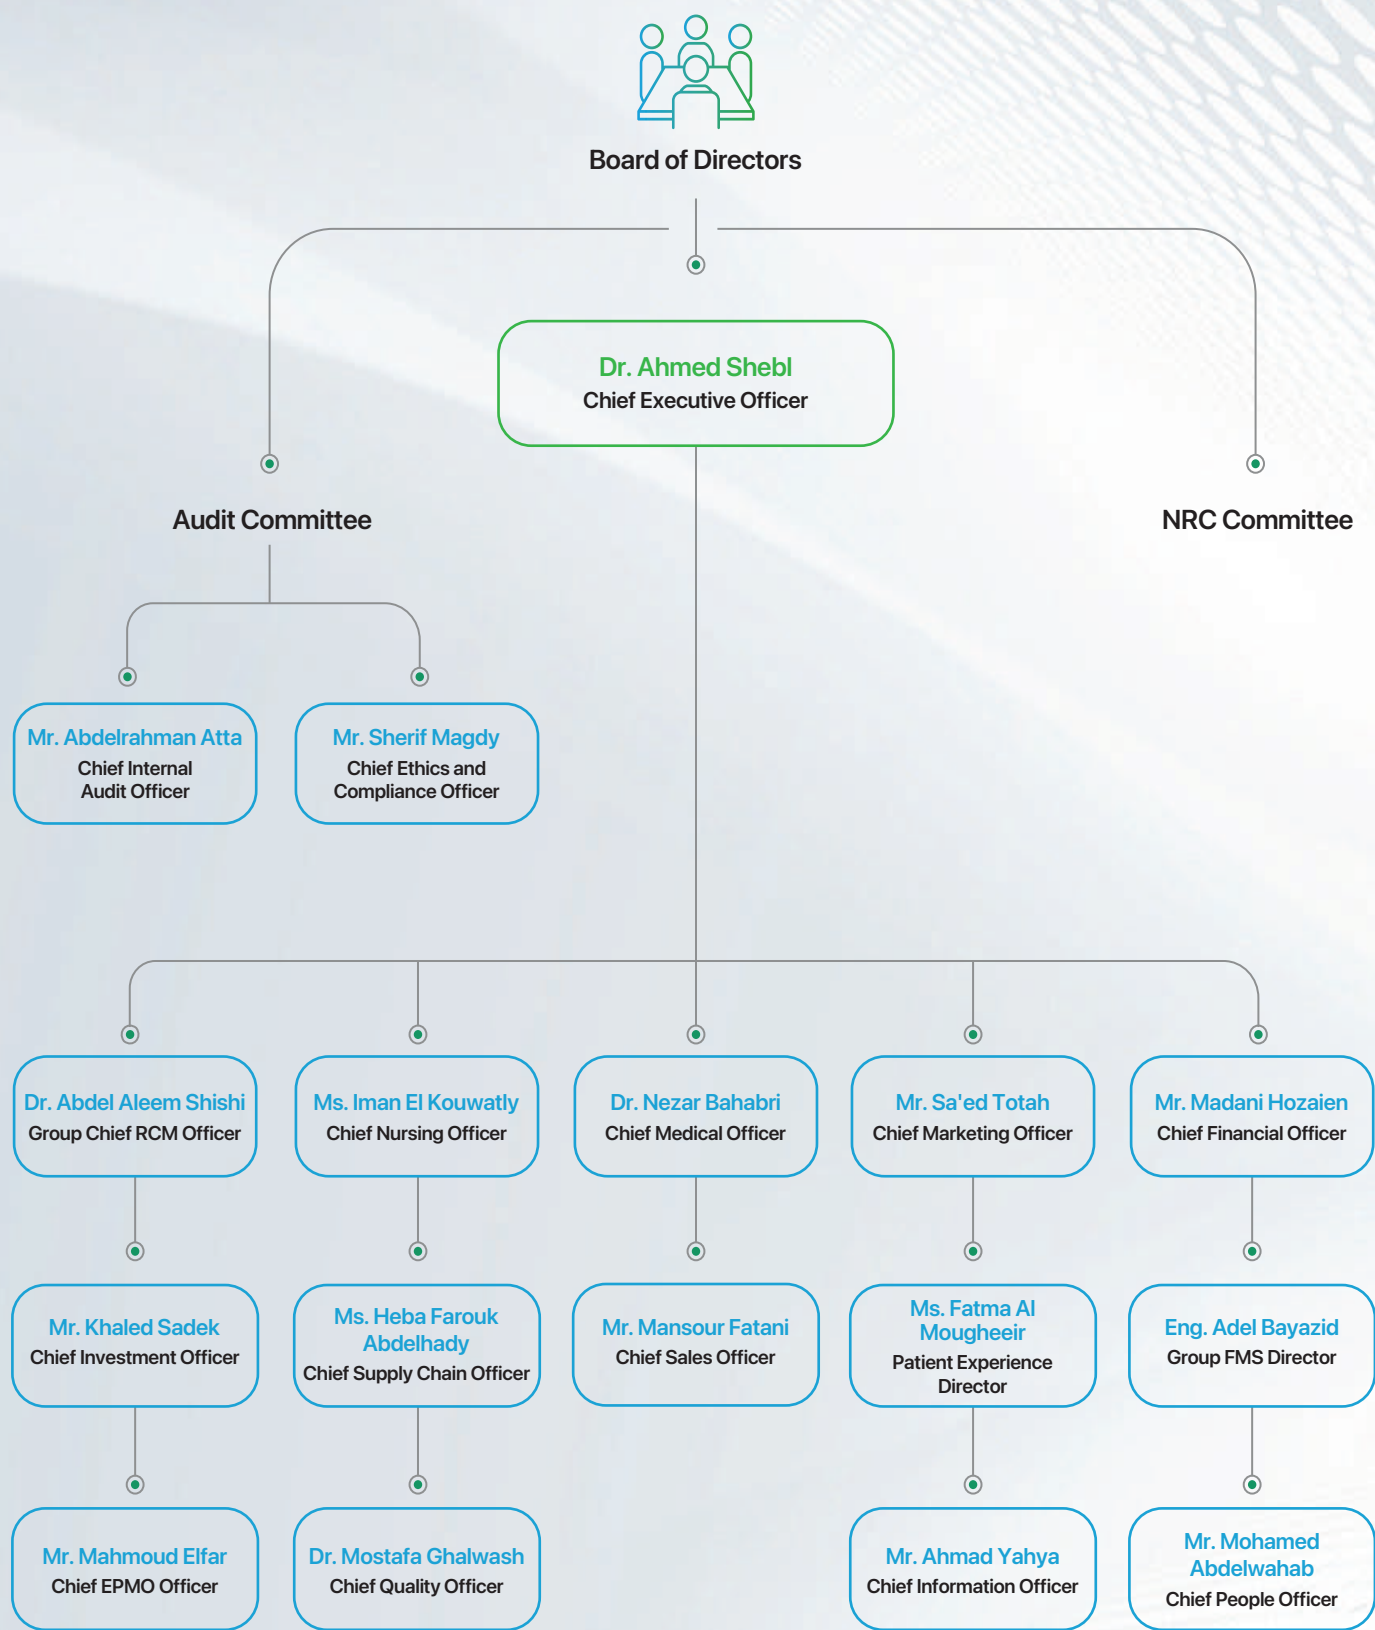 Board of Directors
Dr. Ahmed Shebl
Chief Executive Officer
Audit Committee
NRC Committee
Mr. Abdelrahman Atta
Chief Internal
Audit Officer
Mr. Sherif Magdy
Chief Ethics and
Compliance Officer
Dr. Abdel Aleem Shishi
Group Chief RCM Officer
Ms. Iman El Kouwatly
Chief Nursing Officer
Dr. Nezar Bahabri
Chief Medical Officer
Mr. Sa'ed Totah
Chief Marketing Officer
Mr. Madani Hozaien
Chief Financial Officer
Mr. Khaled Sadek
Chief Investment Officer
Ms. Heba Farouk
Abdelhady
Chief Supply Chain Officer
Mr. Mansour Fatani
Chief Sales Officer
Ms. Fatma Al
Mougheeir
Patient Experience
Director
Eng. Adel Bayazid
Group FMS Director
Mr. Mahmoud Elfar
Chief EPMO Officer
Dr. Mostafa Ghalwash
Chief Quality Officer
Mr. Ahmad Yahya
Chief Information Officer
Mr. Mohamed
Abdelwahab
Chief People Officer